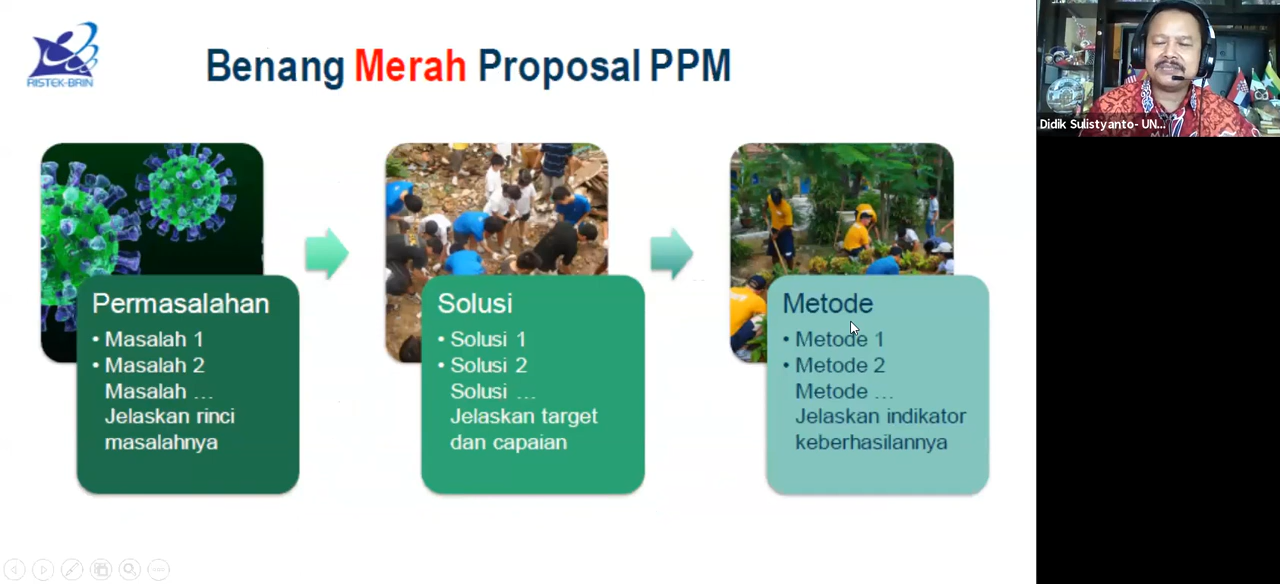 RISTEK-BRIN
Benang Merah Proposal PPM
Didik Sulistyanto- UN...
Permasalahan
• Masalah 1
• Masalah 2
Masalah ...
Jelaskan rinci
masalahnya
Solusi
• Solusi 1
• Solusi 2
Solusi ...
Jelaskan target
dan capaian
Metode
• Metode 1
• Metode 2
Metode ...
Jelaskan indikator
keberhasilannya